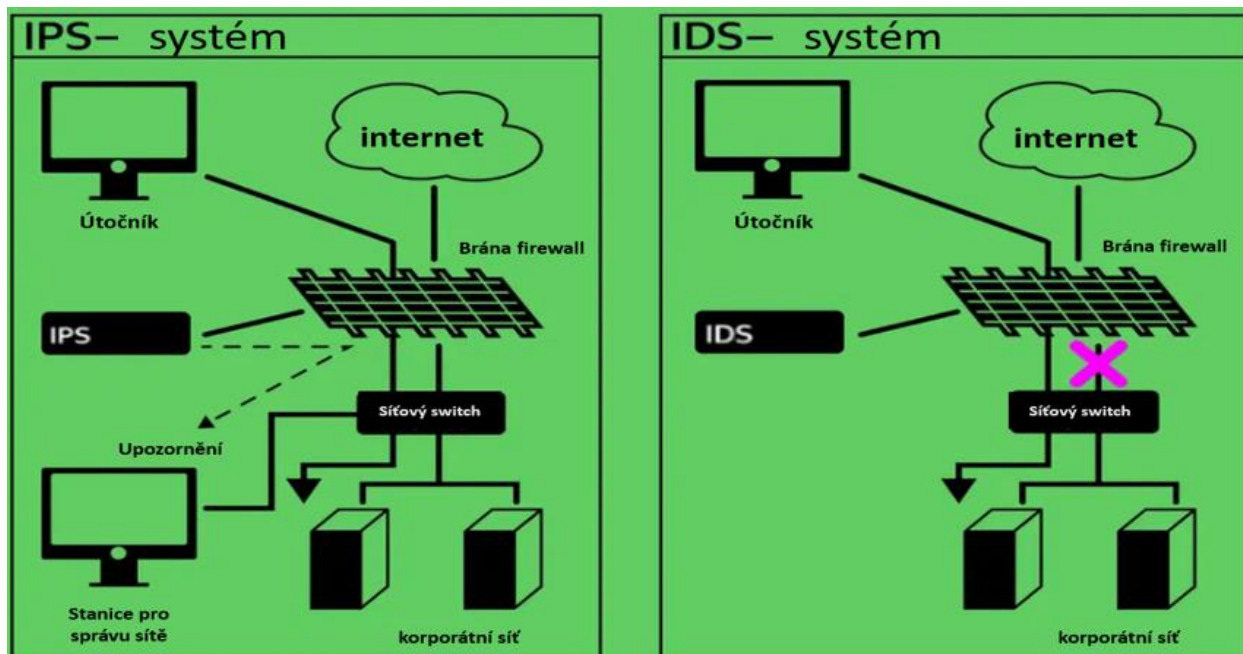 IPS– systém
internet
Útočník
Brána firewall
IPS
Síťový switch
Upozornění
Stanice pro
správu sítě
korporátní síť
IDS– systém
internet
Útočník
Brána firewall
IDS
Síťový switch
korporátní síť